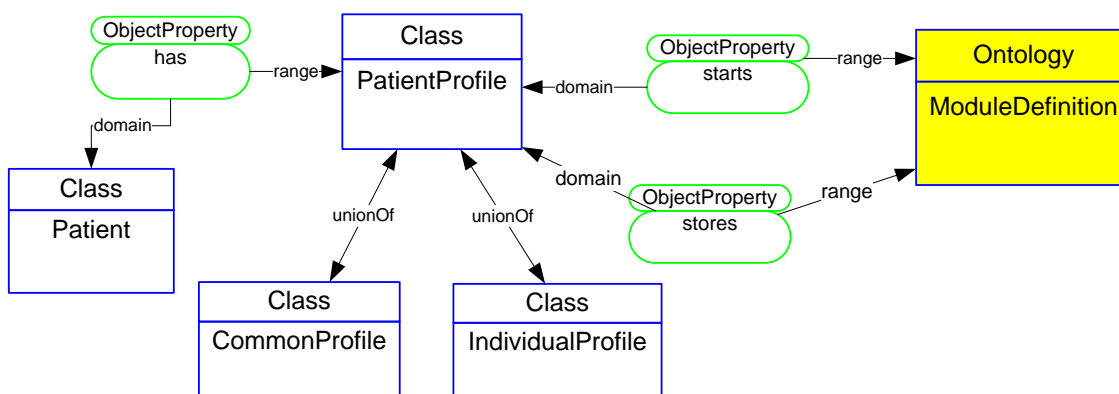 ObjectProperty
has
range
domain
Class
PatientProfile
ObjectProperty
starts
range
domain
Ontology
ModuleDefinition
Class
Patient
unionOf
unionOf
domain
ObjectProperty
stores
range
Class
CommonProfile
Class
IndividualProfile